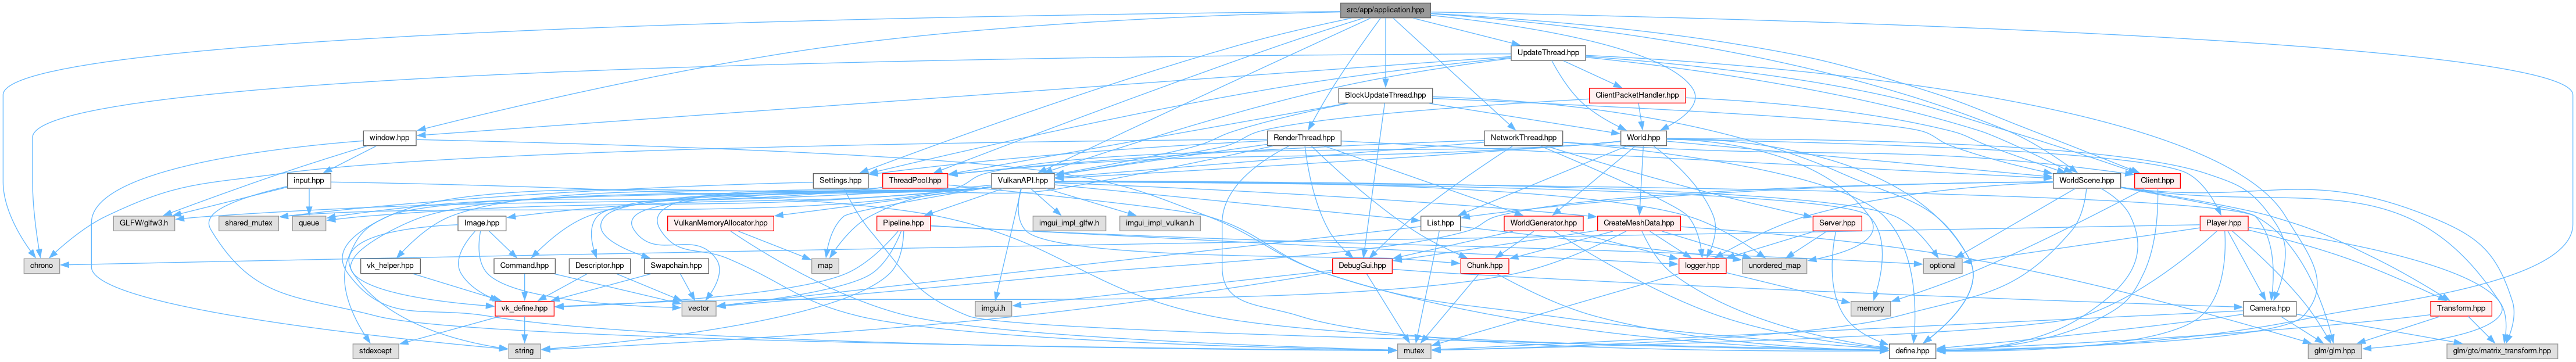 src/app/application.hpp
UpdateThread.hpp
BlockUpdateThread.hpp
ClientPacketHandler.hpp
window.hpp
RenderThread.hpp
NetworkThread.hpp
World.hpp
input.hpp
Settings.hpp
ThreadPool.hpp
VulkanAPI.hpp
WorldScene.hpp
Client.hpp
GLFW/glfw3.h
shared_mutex
queue
Image.hpp
VulkanMemoryAllocator.hpp
Pipeline.hpp
imgui_impl_glfw.h
imgui_impl_vulkan.h
List.hpp
WorldGenerator.hpp
CreateMeshData.hpp
Server.hpp
Player.hpp
chrono
vk_helper.hpp
Command.hpp
Descriptor.hpp
Swapchain.hpp
map
DebugGui.hpp
Chunk.hpp
logger.hpp
unordered_map
optional
vk_define.hpp
vector
imgui.h
memory
Camera.hpp
Transform.hpp
stdexcept
string
mutex
define.hpp
glm/glm.hpp
glm/gtc/matrix_transform.hpp